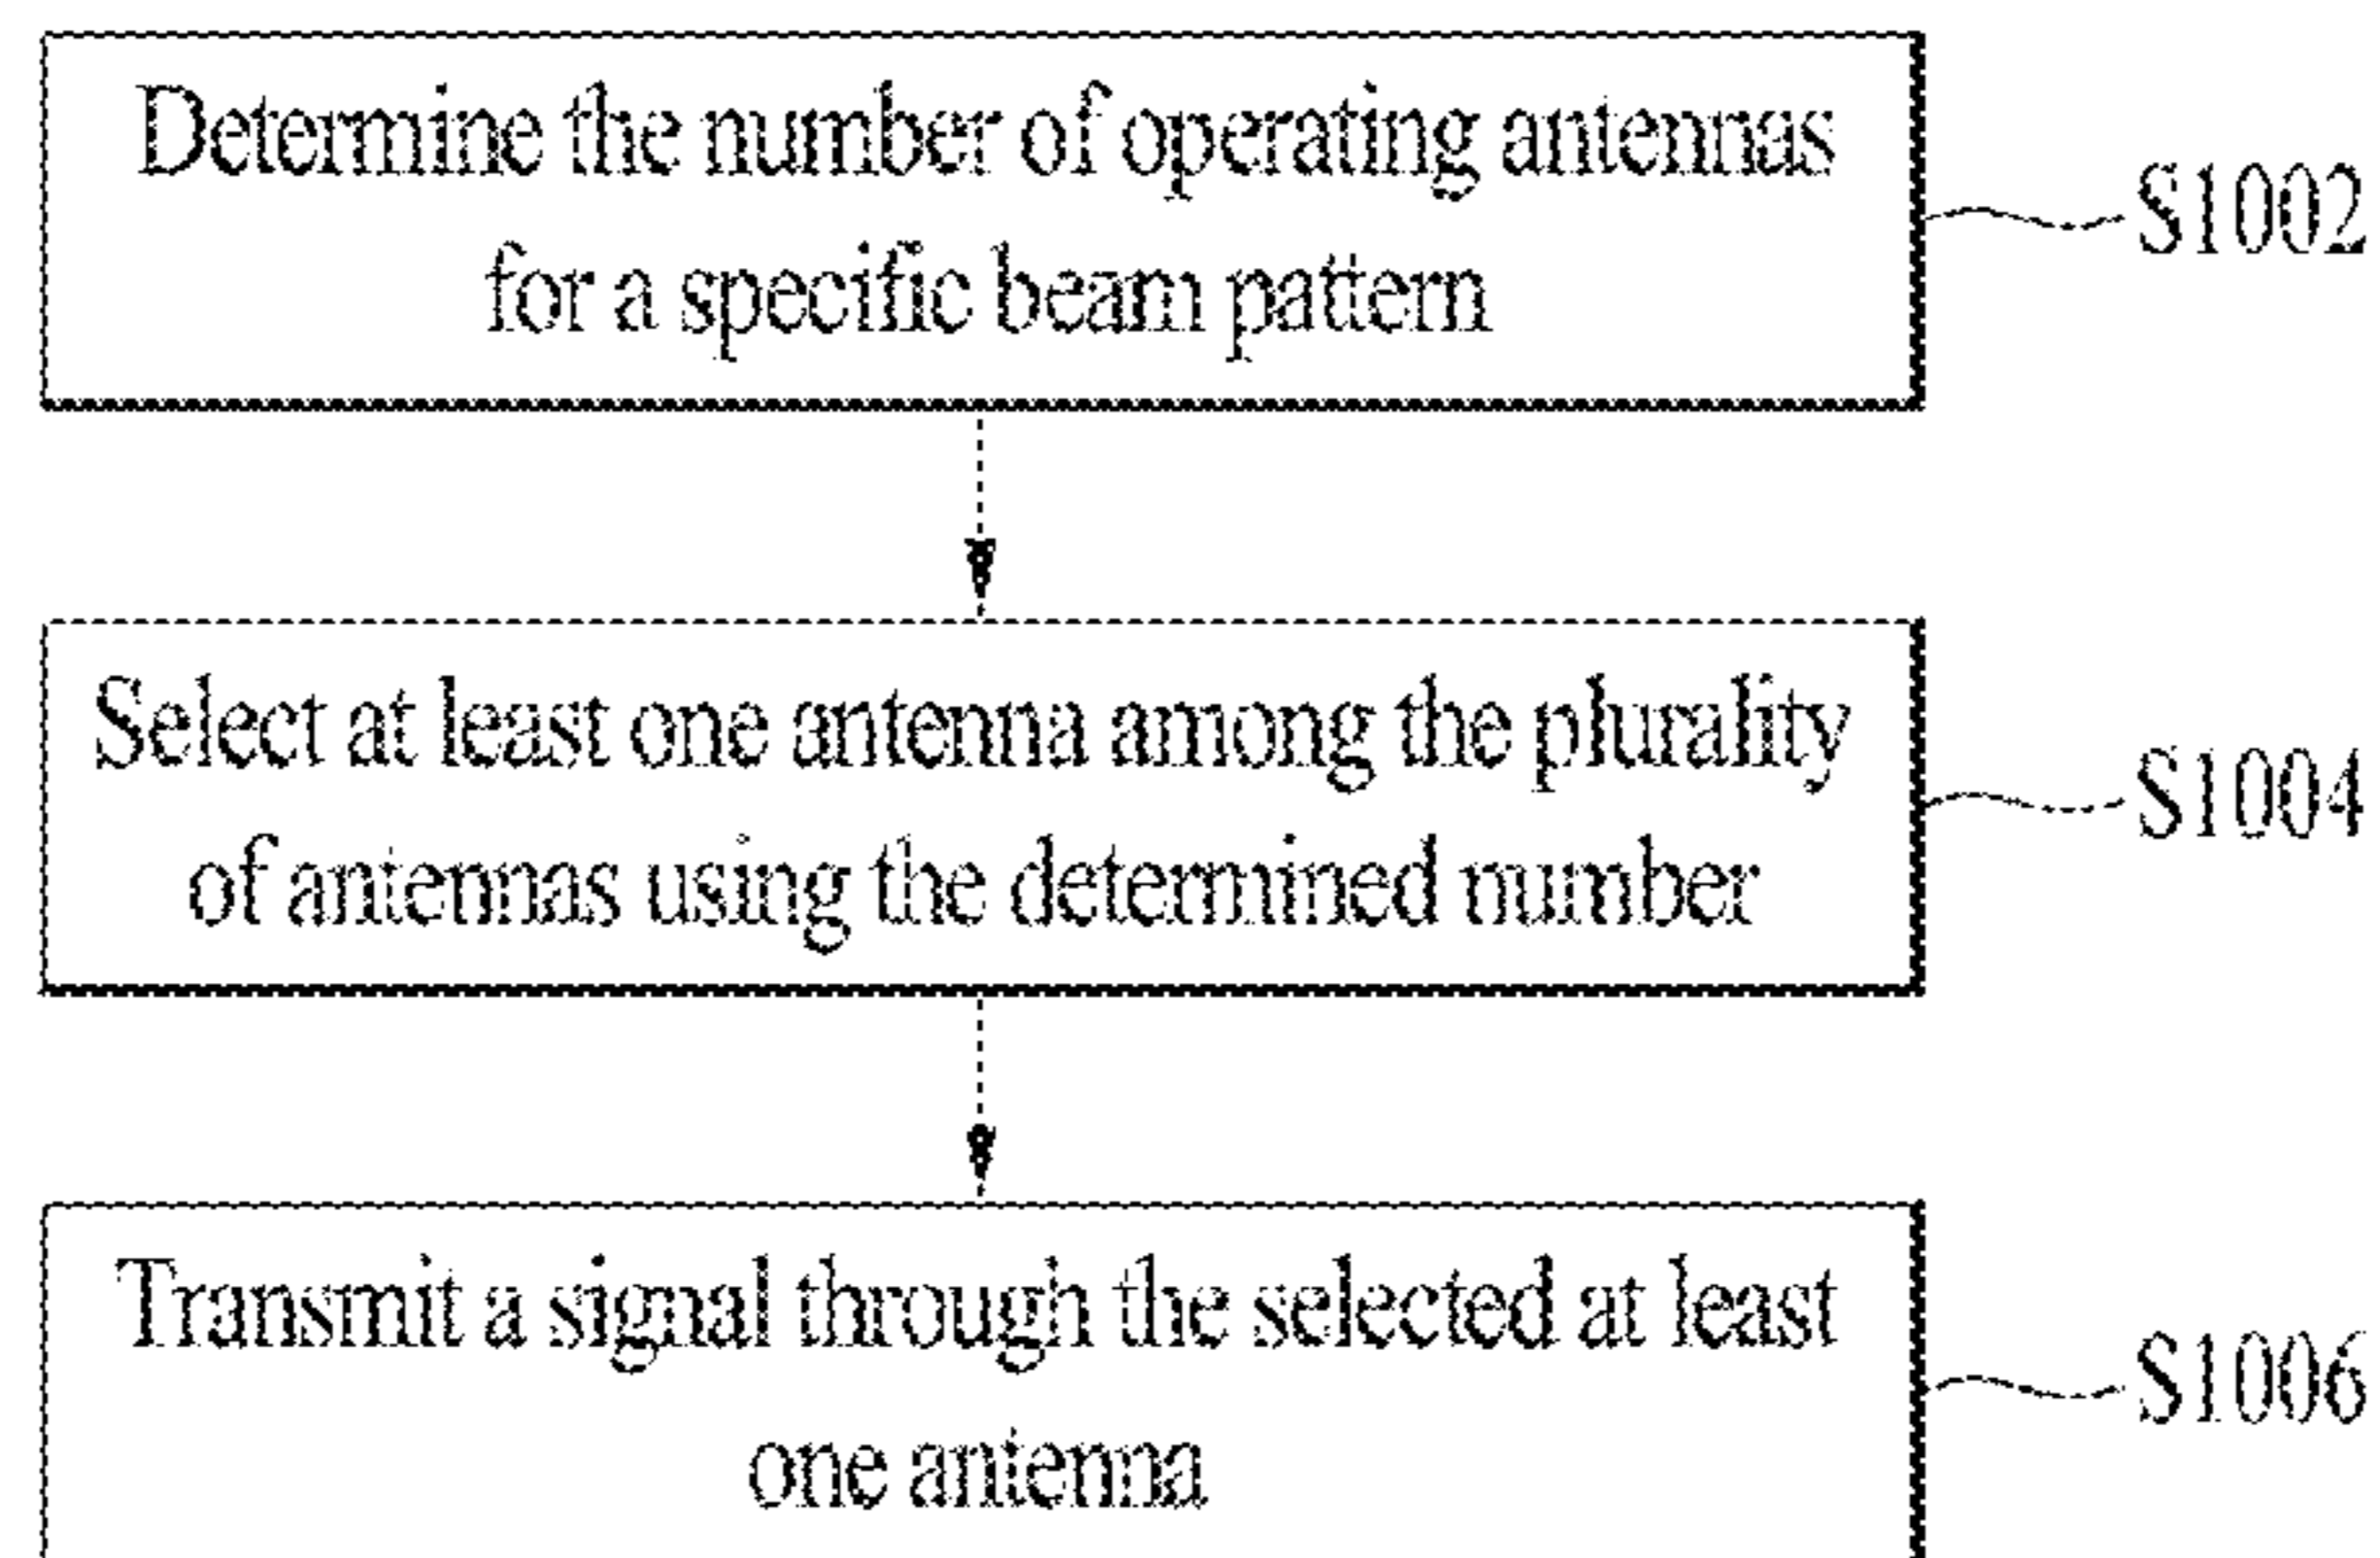 Determine the number of operating antennas
for a specific beam pattern
S1002
Select at least one antenna among the plurality
of antennas using the determined number
S1004
Transmit a signal through the selected at least
one antenna
S1006